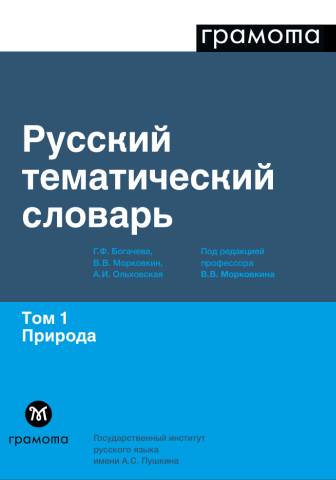 грамота
Русский
тематический
словарь
Г.Ф. Богачева,
В.В. Морковкин,
А.И. Ольховская
Под редакцией
профессора
В.В. Морковкина
Том 1
Природа
М
грамота
Государственный институт
русского языка
имени А.С. Пушкина